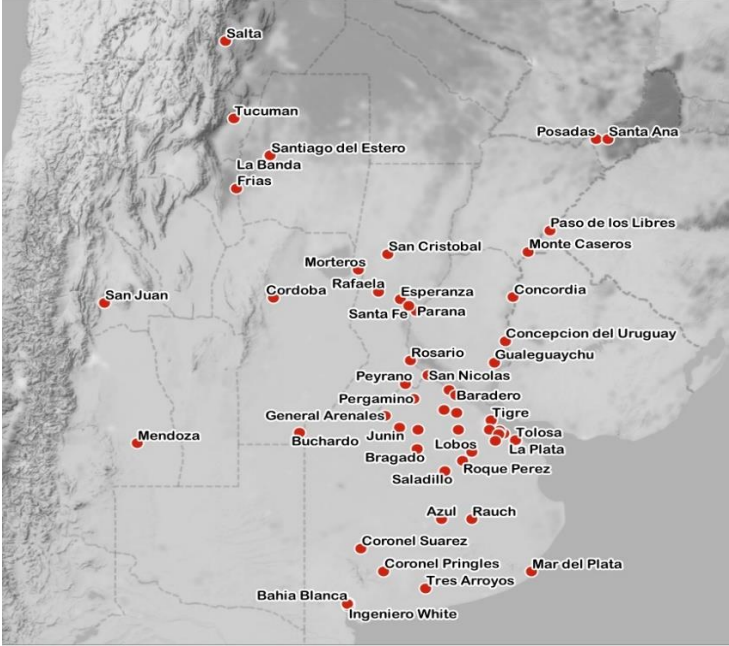 Salta
Tucuman
Posadas
Santa Ana
Santiago del Estero
La Banda
Frias
Paso de los Libres
Monte Caseros
San Cristobal
Morteros
Rafaela
San Juan
Cordoba
Esperanza
Concordia
Santa Fe
Parana
Concepcion del Uruguay
Rosario
Gualeguaychu
Peyrano
San Nicolas
Pergamino
Baradero
General Arenales
Tigre
Mendoza
Buchardo
Junin
Tolosa
Lobos
La Plata
Bragado
Roque Perez
Saladillo
Azul
Rauch
Coronel Suarez
Coronel Pringles
Mar del Plata
Tres Arroyos
Bahia Blanca
Ingeniero White